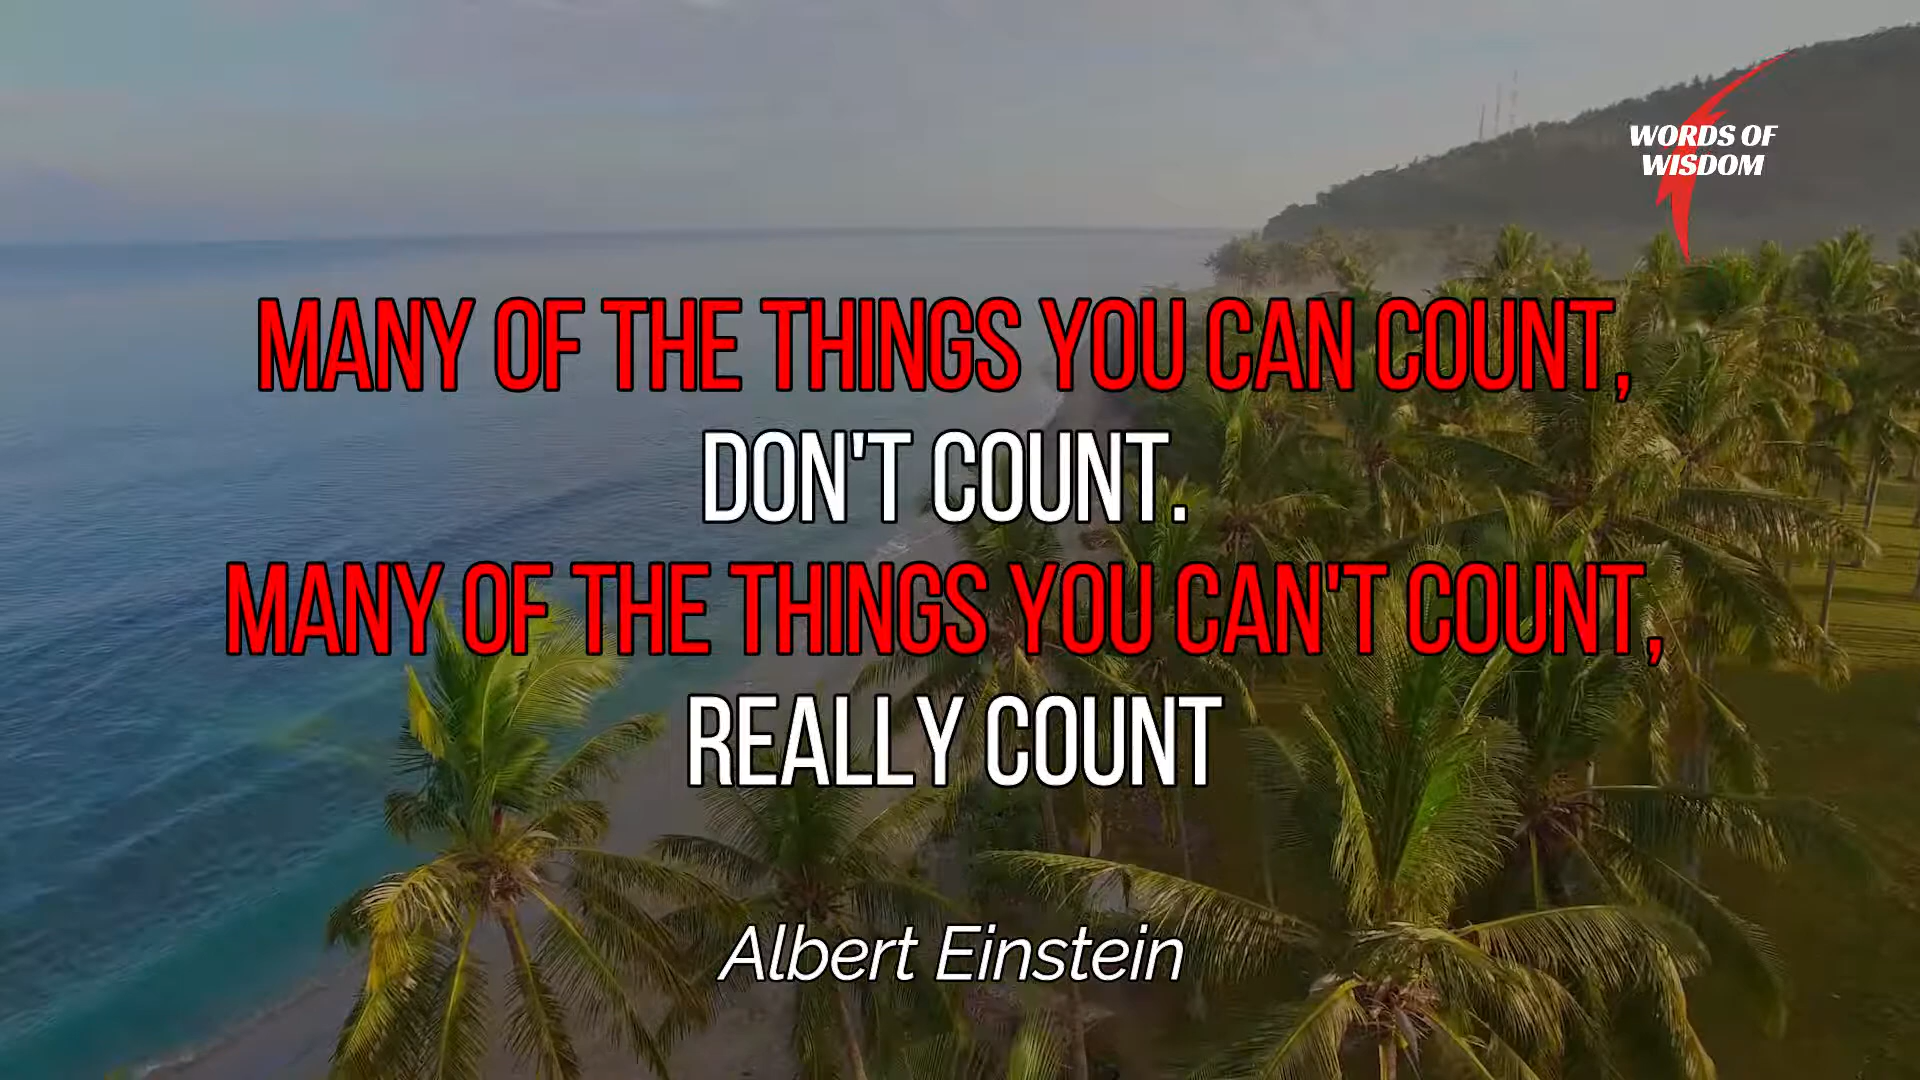 WORDS OF
WISDOM
MANY OF THE THINGS YOU CAN COUNT,
DON'T COUNT.
MANY OF THE THINGS YOU CAN'T COUNT,
REALLY COUNT
Albert Einstein